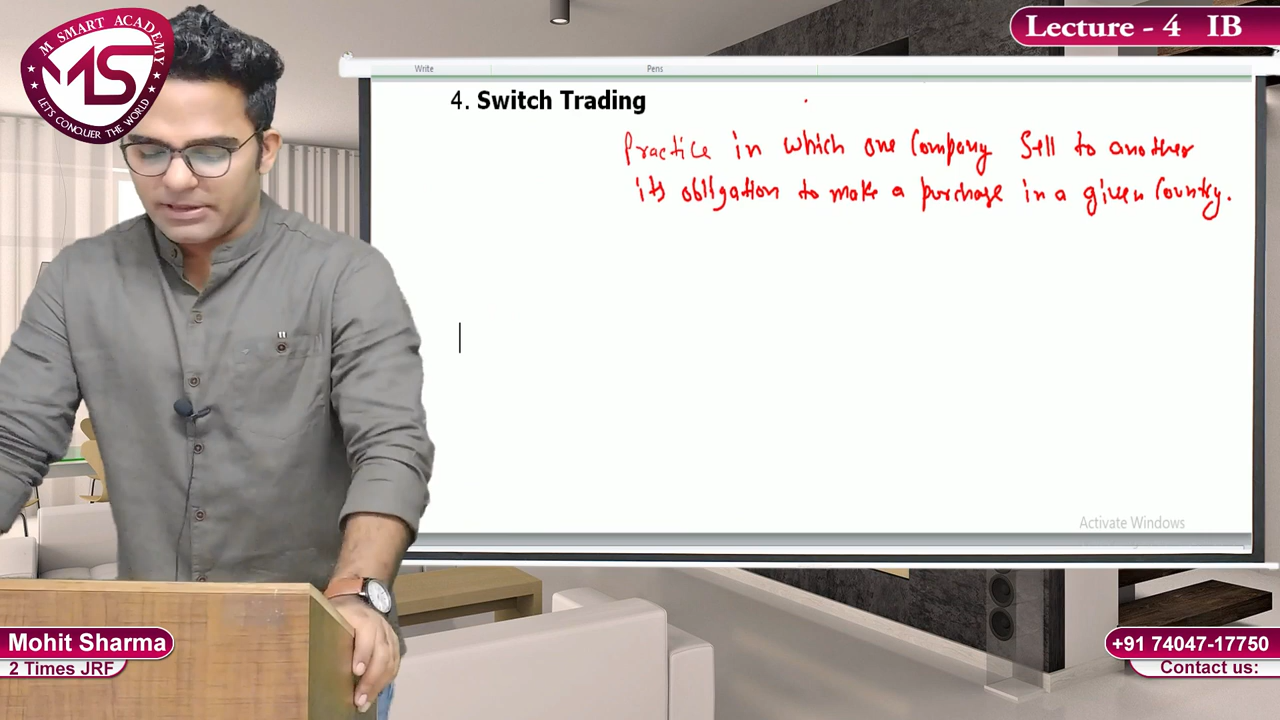 M SMART ACADEMY
MS
LET'S CONQUER THE WORLD
Lecture - 4 IB
Write
Pens
4. Switch Trading
Practice in which one Company Sell to another
its obligation to make a purchase in a given Country.
Activate Windows
Mohit Sharma
2 Times JRF
+91 74047-17750
Contact us: